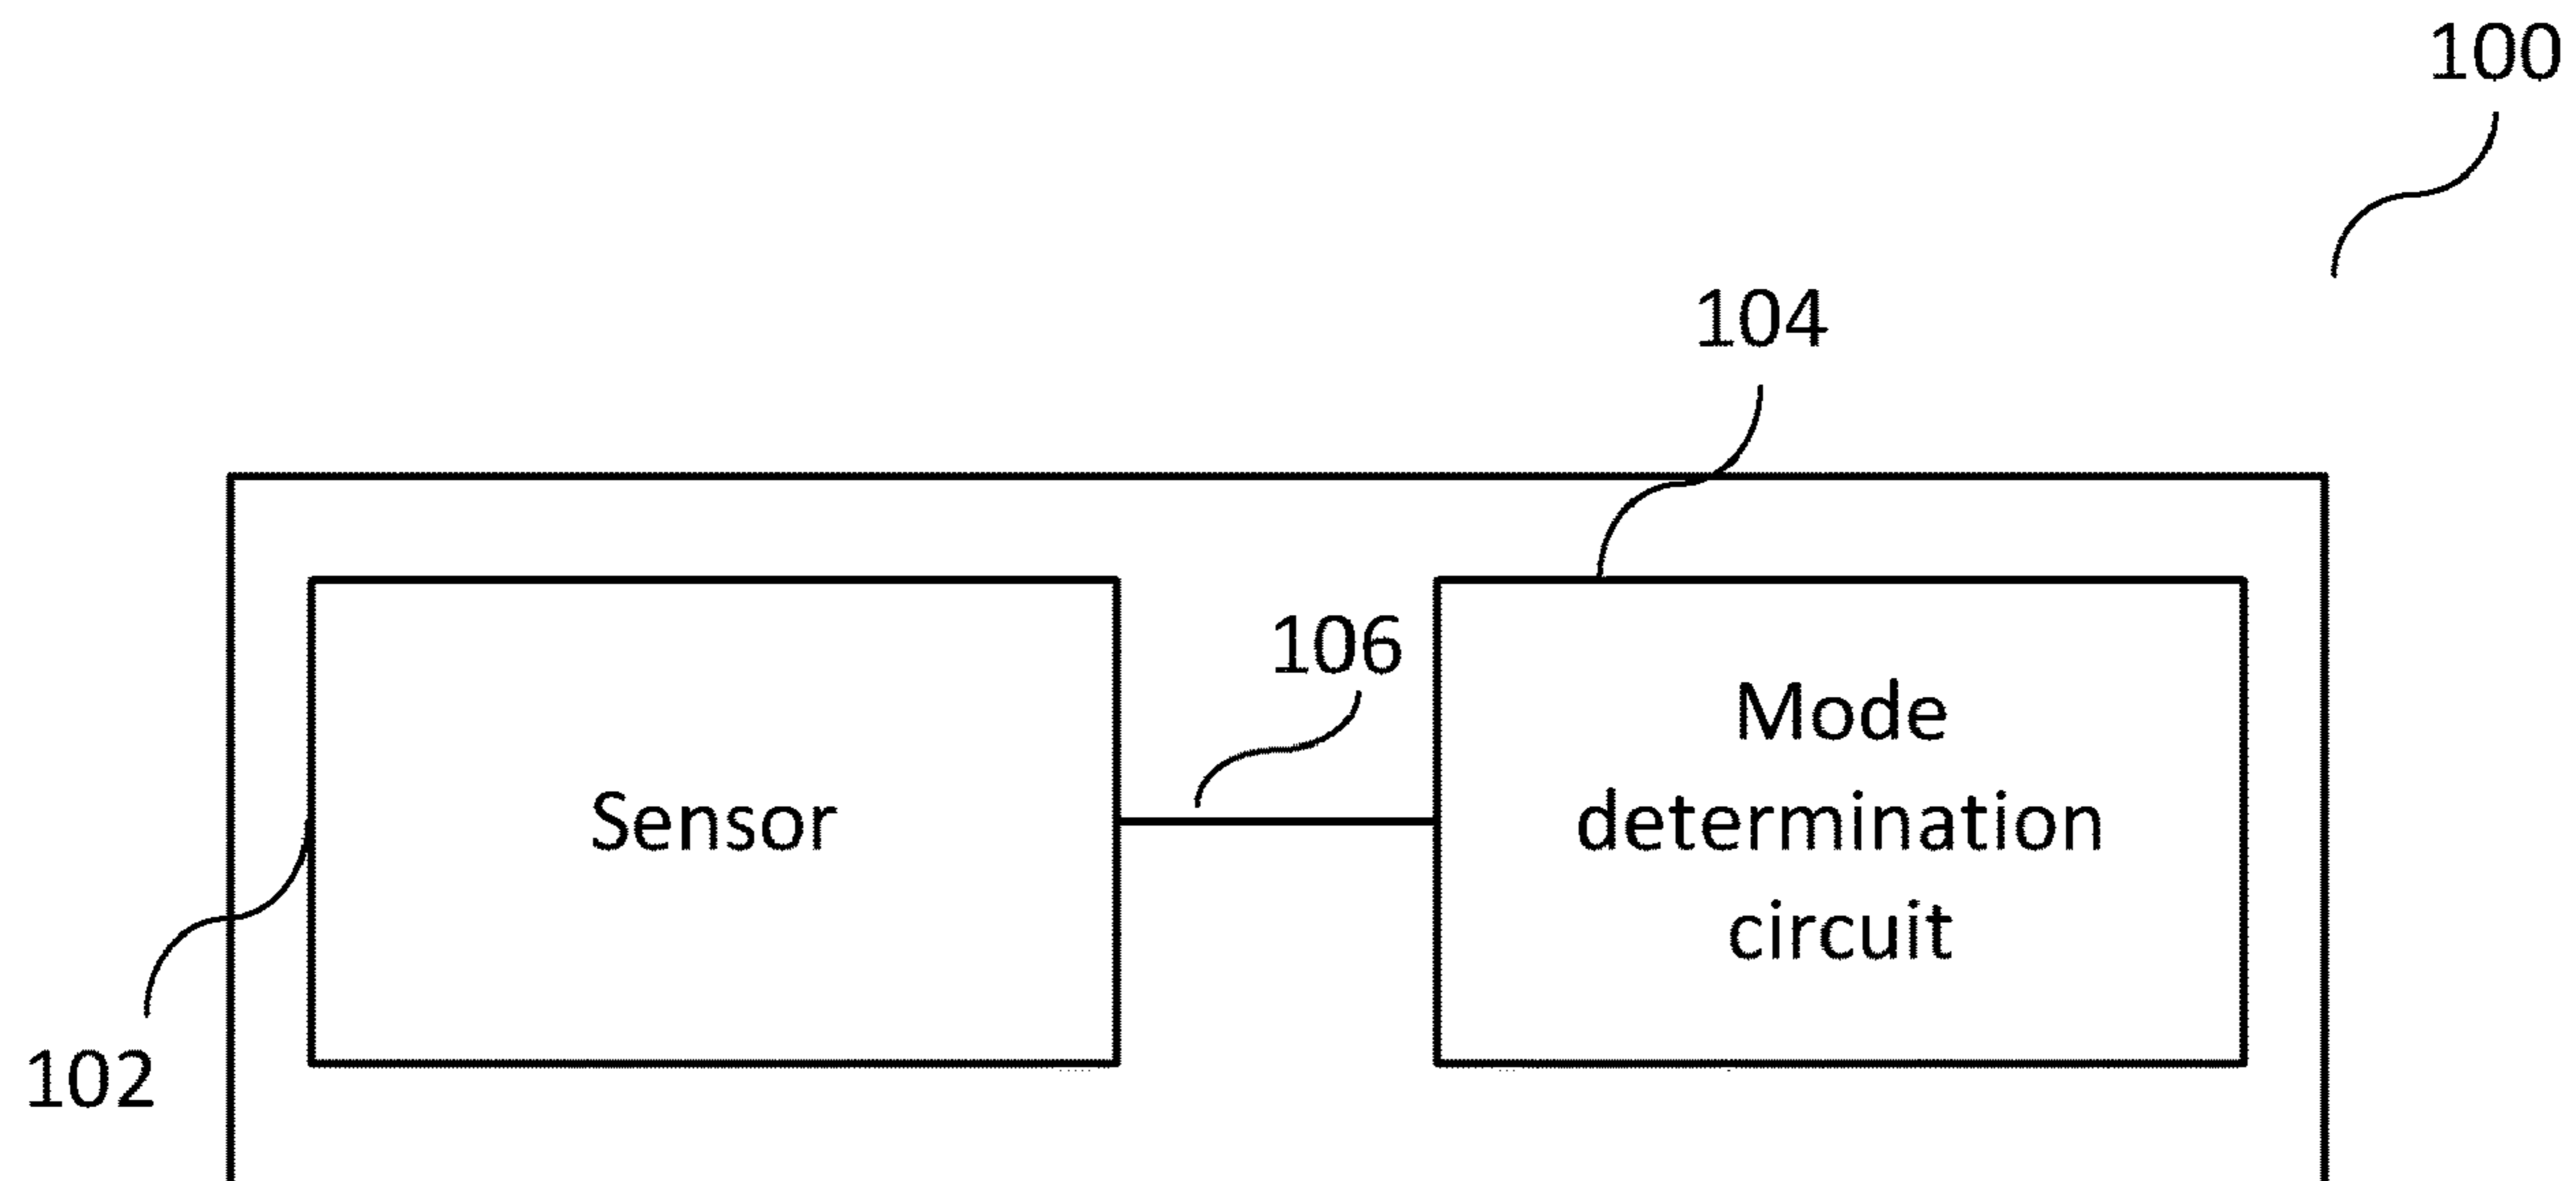 100
104
106
Sensor
Mode
determination
circuit
102